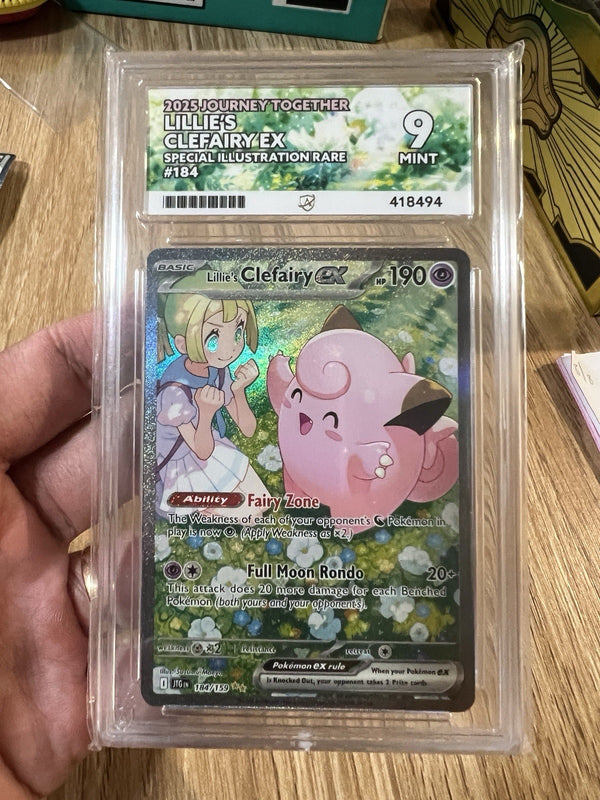 2025 JOURNEY TOGETHER
LILLIE'S
CLEFAIRY EX
SPECIAL ILLUSTRATION RARE
#184
9
MINT
418494
BASIC
Lillie's Clefairy ex HP 190
Ability Fairy Zone
The Weakness of each of your opponent's Pokémon in
play is now . (Apply Weakness as ×2.)
Full Moon Rondo 20+
This attack does 20 more damage for each Benched
Pokémon (both yours and your opponent's).
weakness ×2 resistance retreat
Pokémon ex rule When your Pokémon ex
is Knocked Out, your opponent takes 2 Prize cards.
Illus.
I JTG EN 184/159